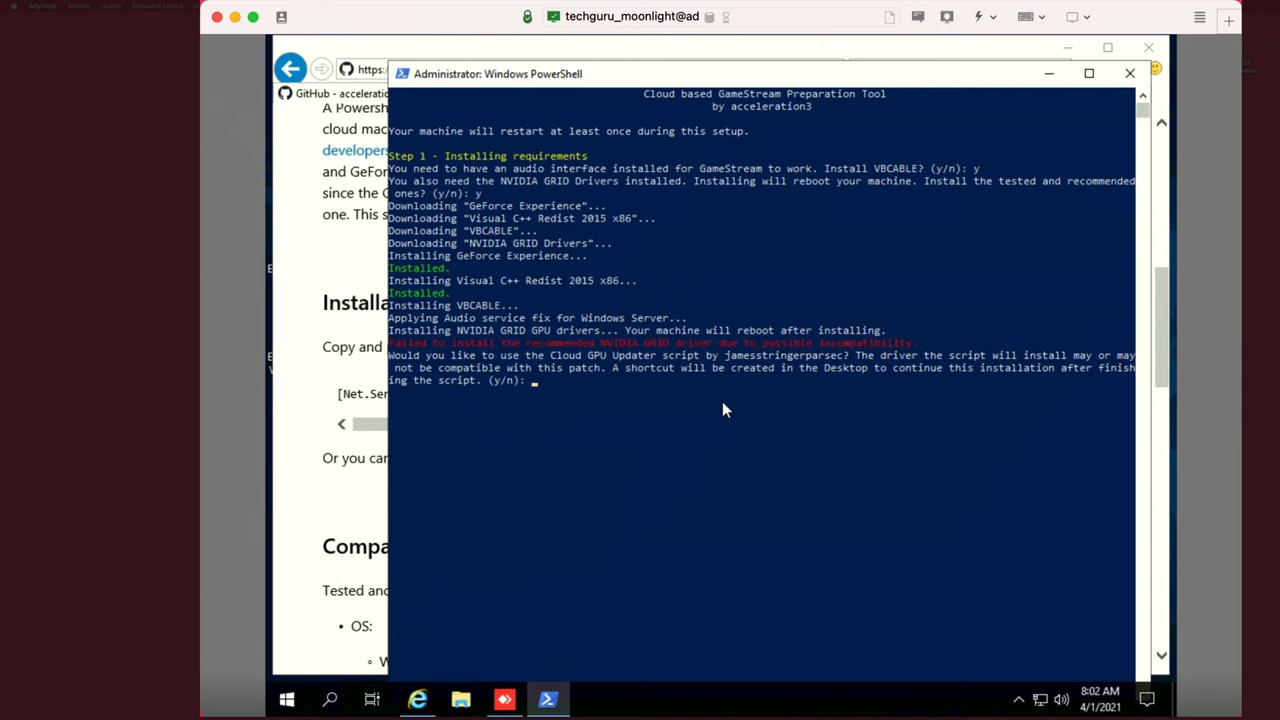 AnyDesk Actions Quality Keyboard Layout
techguru_moonlight@ad
https:
GitHub - acceleratio
A Powersh
cloud mac
developers
and GeFor
since the C
one. This s
Installa
Copy and
[Net.Ser
Or you can
Compa
Tested and
• OS:
Administrator: Windows PowerShell
Cloud based GameStream Preparation Tool
by acceleration3
Your machine will restart at least once during this setup.
Step 1 - Installing requirements
You need to have an audio interface installed for GameStream to work. Install VBCABLE? (y/n): y
You also need the NVIDIA GRID Drivers installed. Installing will reboot your machine. Install the tested and recommended
ones? (y/n): y
Downloading "GeForce Experience"...
Downloading "Visual C++ Redist 2015 x86"...
Downloading "VBCABLE"...
Downloading "NVIDIA GRID Drivers"...
Installing GeForce Experience...
Installed.
Installing Visual C++ Redist 2015 x86...
Installed.
Installing VBCABLE...
Applying Audio service fix for Windows Server...
Installing NVIDIA GRID GPU drivers... Your machine will reboot after installing.
Failed to install the recommended NVIDIA GRID driver due to possible incompatibility.
Would you like to use the Cloud GPU Updater script by jamesstringerparsec? The driver the script will install may or may
not be compatible with this patch. A shortcut will be created in the Desktop to continue this installation after finish
ing the script. (y/n):
8:02 AM
4/1/2021